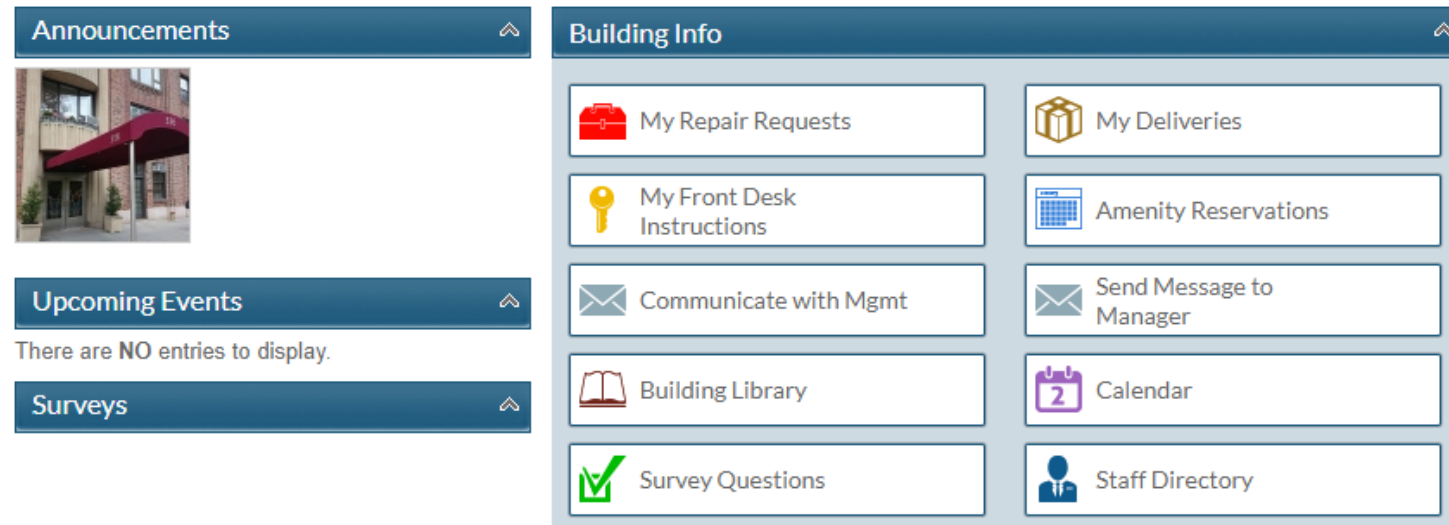 Announcements
Upcoming Events
There are NO entries to display.
Surveys
Building Info
My Repair Requests
My Deliveries
My Front Desk
Instructions
Amenity Reservations
Communicate with Mgmt
Send Message to
Manager
Building Library
2
Calendar
Survey Questions
Staff Directory